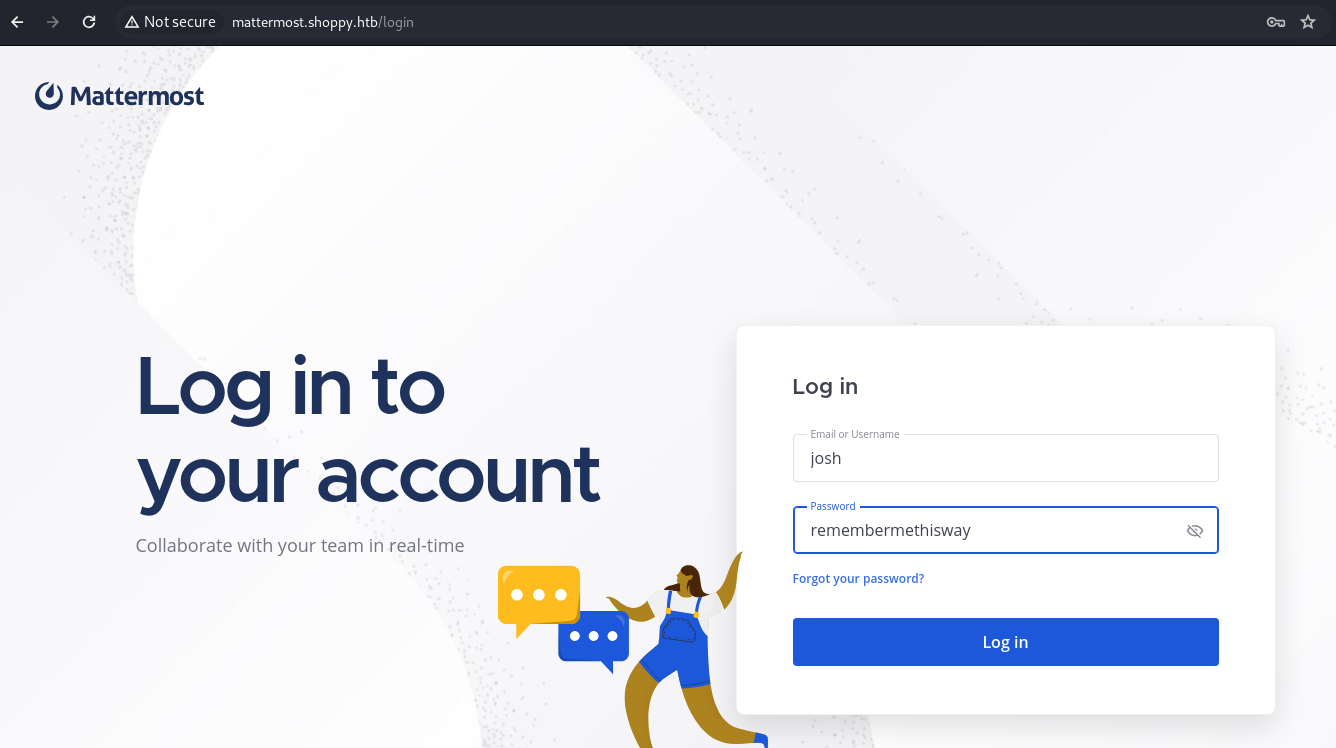 Not secure mattermost.shoppy.htb/login
Mattermost
Log in to
your account
Collaborate with your team in real-time
Log in
Email or Username
josh
Password
remembermethisway
Forgot your password?
Log in